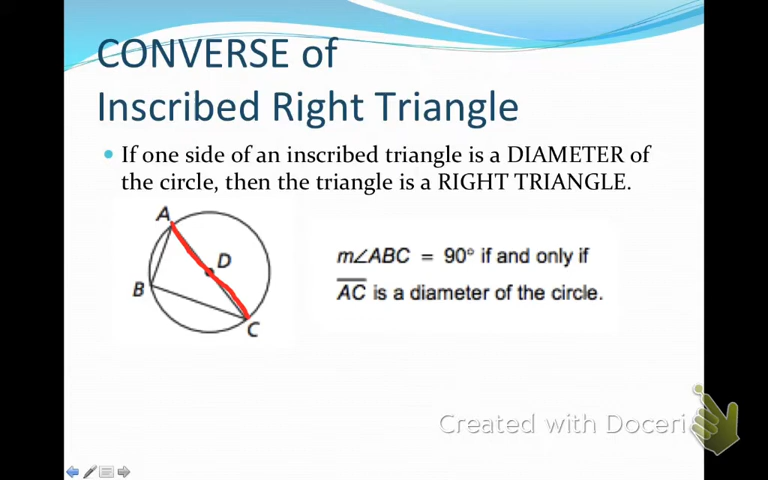 CONVERSE of
Inscribed Right Triangle
• If one side of an inscribed triangle is a DIAMETER of
the circle, then the triangle is a RIGHT TRIANGLE.
A
D
B
C
m∠ABC = 90° if and only if
A̅C̅ is a diameter of the circle.
Created with Doceri